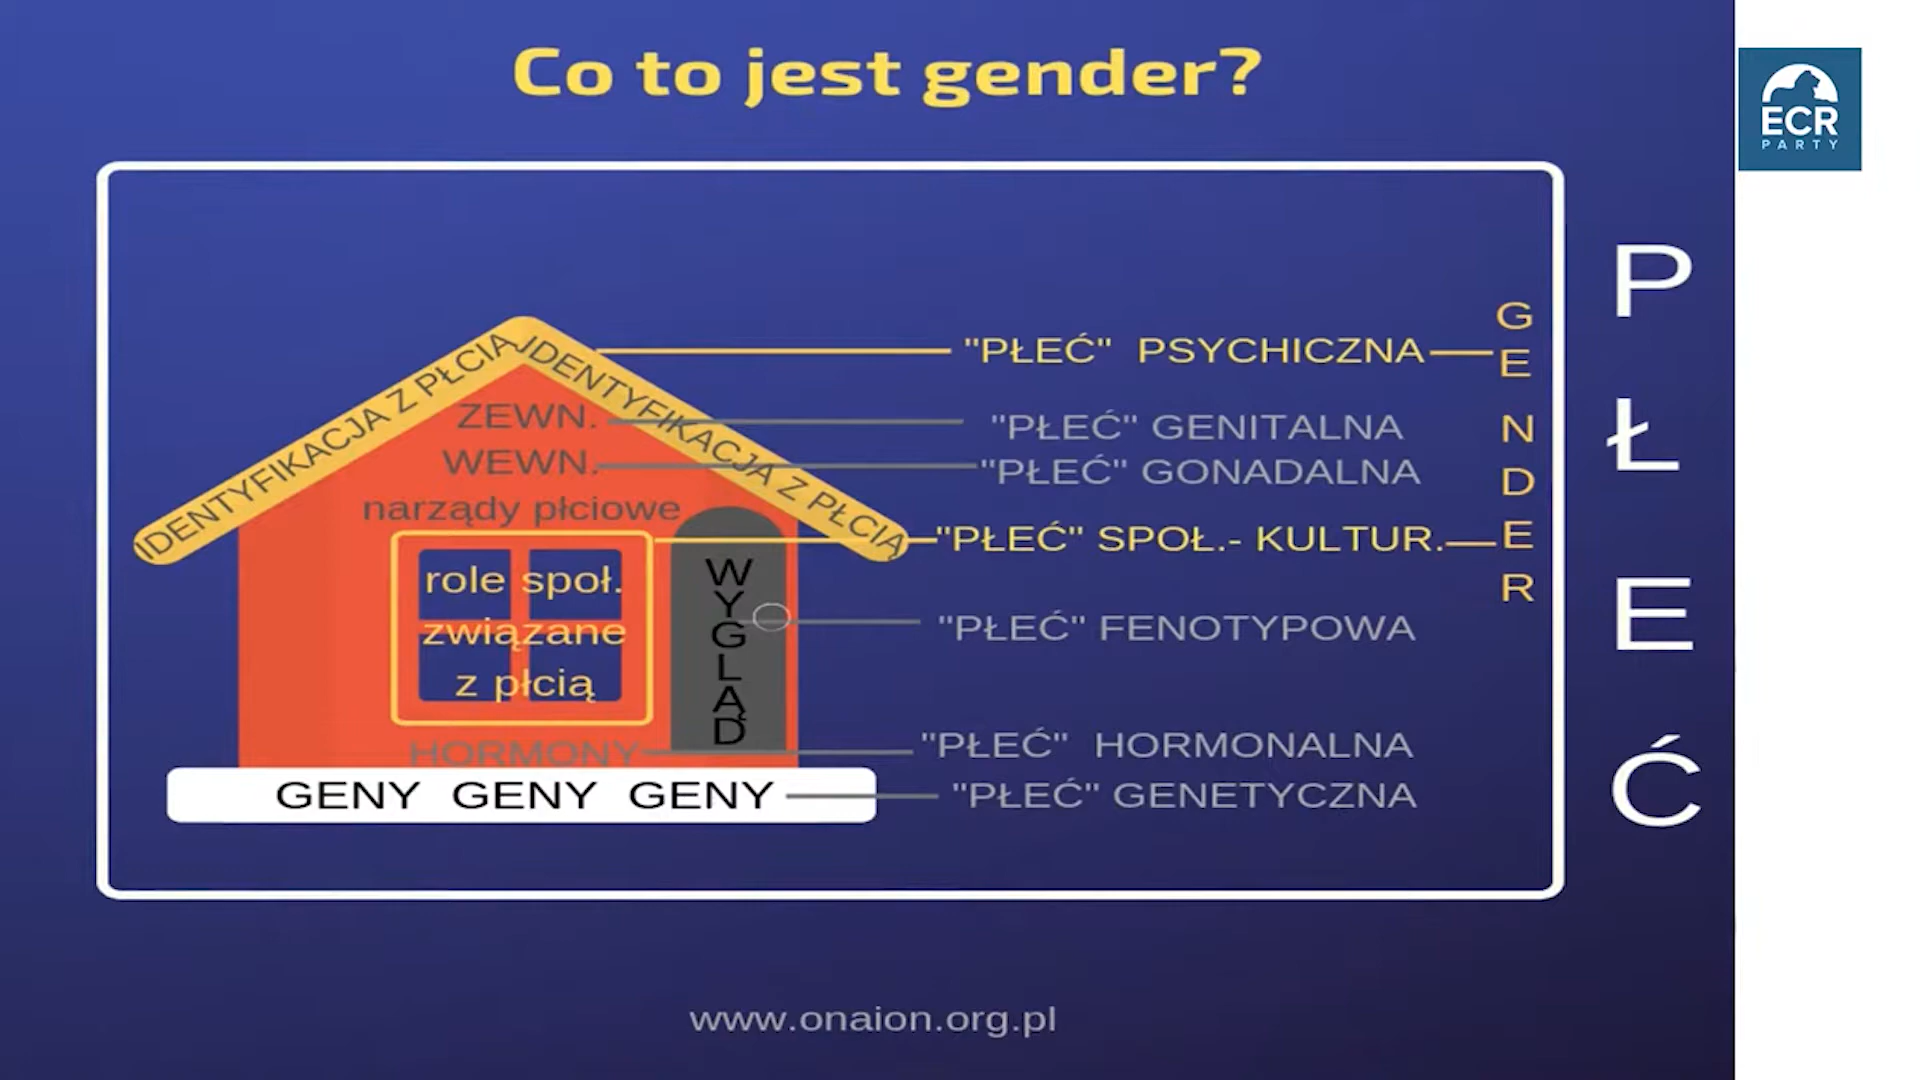 Co to jest gender?
ECR
PARTY
IDENTYFIKACJA Z PŁCIĄ
IDENTYFIKACJA Z PŁCIĄ
"PŁEĆ" PSYCHICZNA
ZEWN.
"PŁEĆ" GENITALNA
WEWN.
"PŁEĆ" GONADALNA
narządy płciowe
"PŁEĆ" SPOŁ.- KULTUR.
role społ.
związane
z płcią
WYGLĄD
"PŁEĆ" FENOTYPOWA
HORMONY
"PŁEĆ" HORMONALNA
GENY GENY GENY
"PŁEĆ" GENETYCZNA
GENDER
PŁEĆ
www.onaion.org.pl